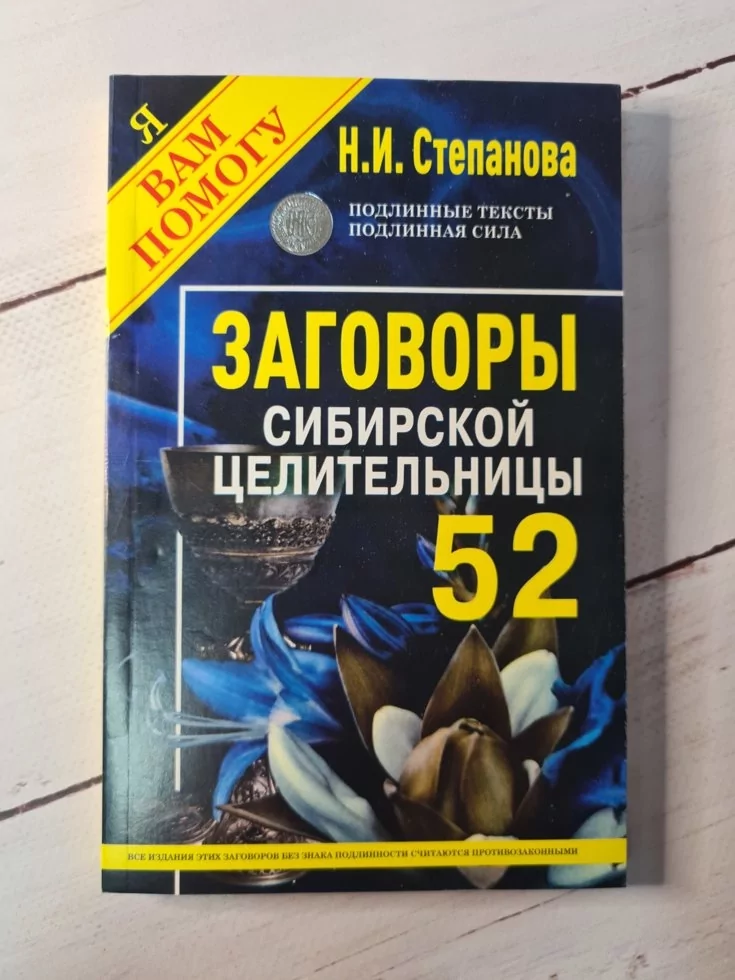 Я
ВАМ
ПОМОГУ
Н.И. Степанова
ПОДЛИННЫЕ ТЕКСТЫ
ПОДЛИННАЯ СИЛА
ЗАГОВОРЫ
СИБИРСКОЙ
ЦЕЛИТЕЛЬНИЦЫ
52
ВСЕ ИЗДАНИЯ ЭТИХ ЗАГОВОРОВ БЕЗ ЗНАКА ПОДЛИННОСТИ СЧИТАЮТСЯ ПРОТИВОЗАКОННЫМИ